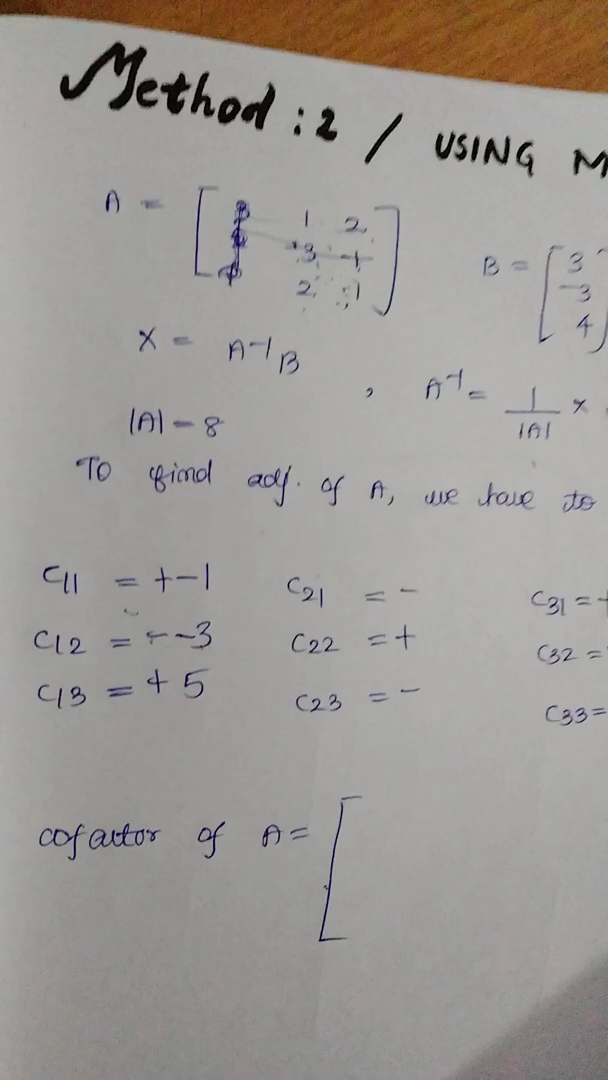 Method : 2 / USING M
A = [ 1 2
3
2 1 ]
B = [ 3
-3
4 ]
X = A-1 B , A-1 = 1/|A| ×
|A| = 8
To find adj. of A, we have to
C11 = +-1 C21 = - C31 = +
C12 = --3 C22 = + C32 =
C13 = +5 C23 = - C33 =
cofactor of A = [